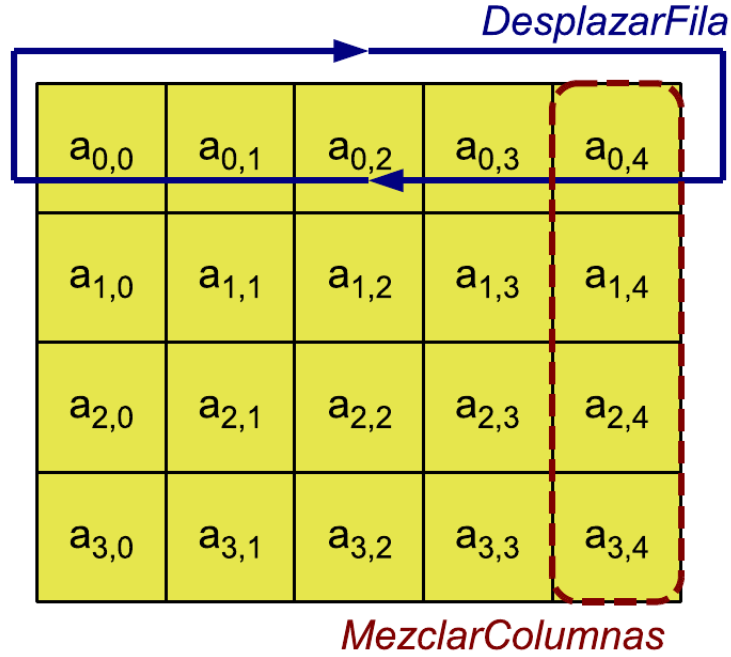 DesplazarFila
a0,0 a0,1 a0,2 a0,3 a0,4
a1,0 a1,1 a1,2 a1,3 a1,4
a2,0 a2,1 a2,2 a2,3 a2,4
a3,0 a3,1 a3,2 a3,3 a3,4
MezclarColumnas